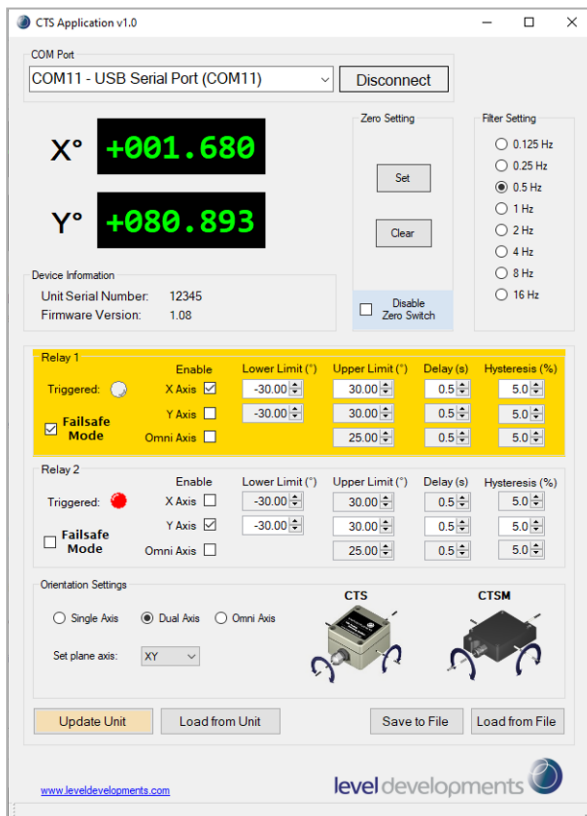 CTS Application v1.0
COM Port
COM11 - USB Serial Port (COM11)
Disconnect
X° +001.680
Y° +080.893
Zero Setting
Set
Clear
Disable
Zero Switch
Filter Setting
0.125 Hz
0.25 Hz
0.5 Hz
1 Hz
2 Hz
4 Hz
8 Hz
16 Hz
Device Information
Unit Serial Number: 12345
Firmware Version: 1.08
Relay 1
Enable Lower Limit (°) Upper Limit (°) Delay (s) Hysteresis (%)
Triggered: X Axis -30.00 30.00 0.5 5.0
Y Axis -30.00 30.00 0.5 5.0
Failsafe
Mode
Omni Axis 25.00 0.5 5.0
Relay 2
Enable Lower Limit (°) Upper Limit (°) Delay (s) Hysteresis (%)
Triggered: X Axis -30.00 30.00 0.5 5.0
Y Axis -30.00 30.00 0.5 5.0
Failsafe
Mode
Omni Axis 25.00 0.5 5.0
Orientation Settings
Single Axis Dual Axis Omni Axis
Set plane axis: XY
CTS CTSM
Update Unit Load from Unit Save to File Load from File
www.leveldevelopments.com
leveldevelopments